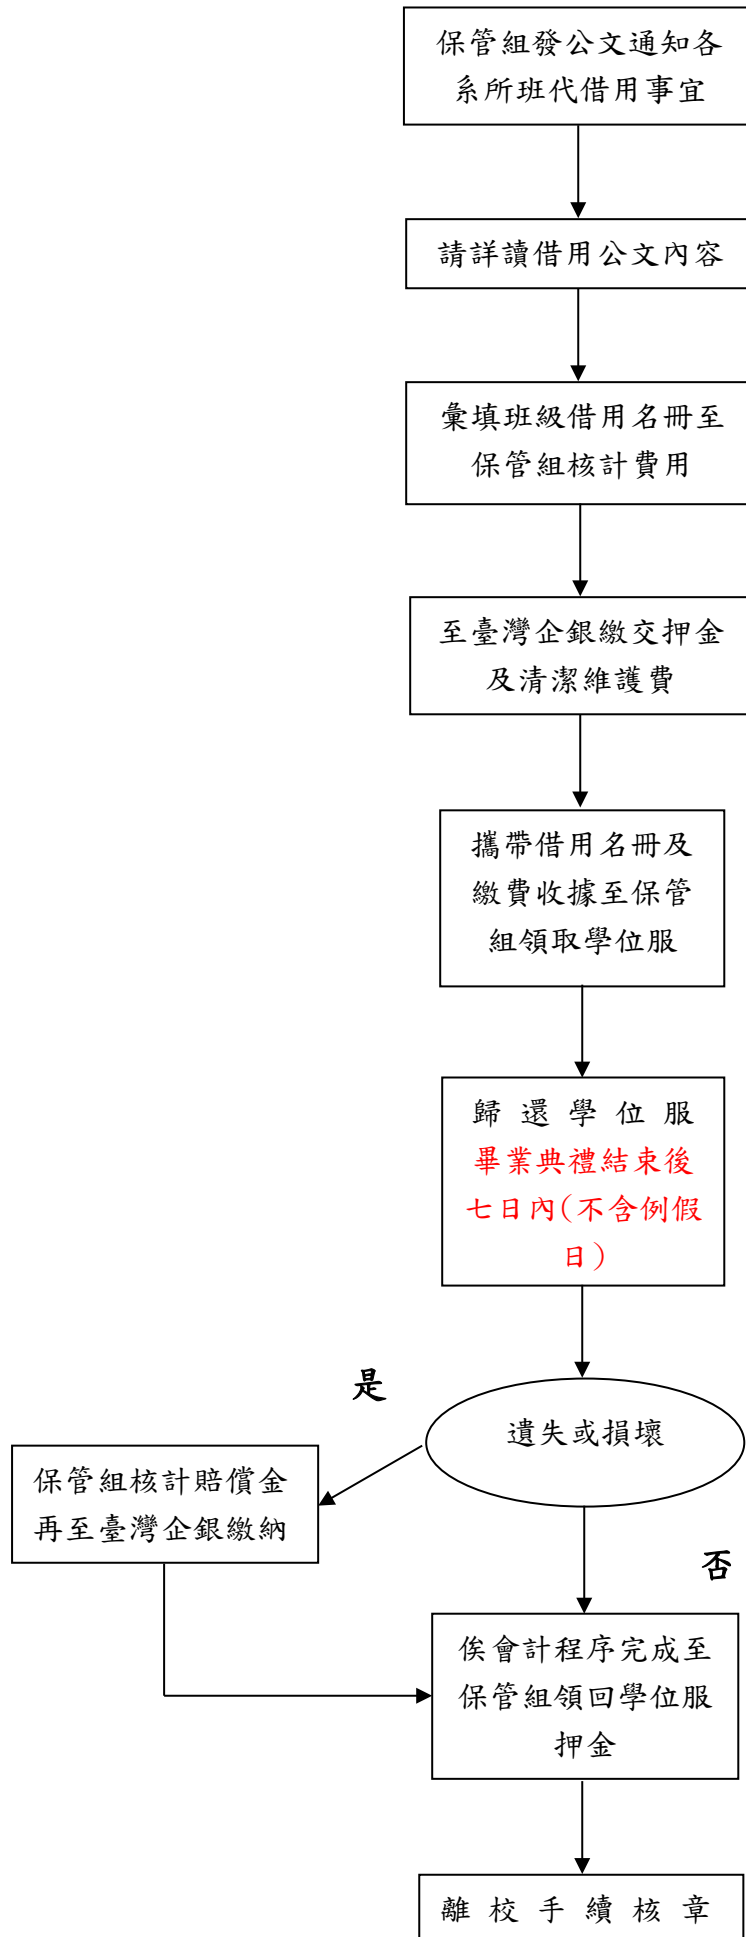 保管組發公文通知各
系所班代借用事宜
請詳讀借用公文內容
彙填班級借用名冊至
保管組核計費用
至臺灣企銀繳交押金
及清潔維護費
攜帶借用名冊及
繳費收據至保管
組領取學位服
歸還學位服
畢業典禮結束後
七日內(不含例假
日)
是
遺失或損壞
保管組核計賠償金
再至臺灣企銀繳納
否
俟會計程序完成至
保管組領回學位服
押金
離校手續核章